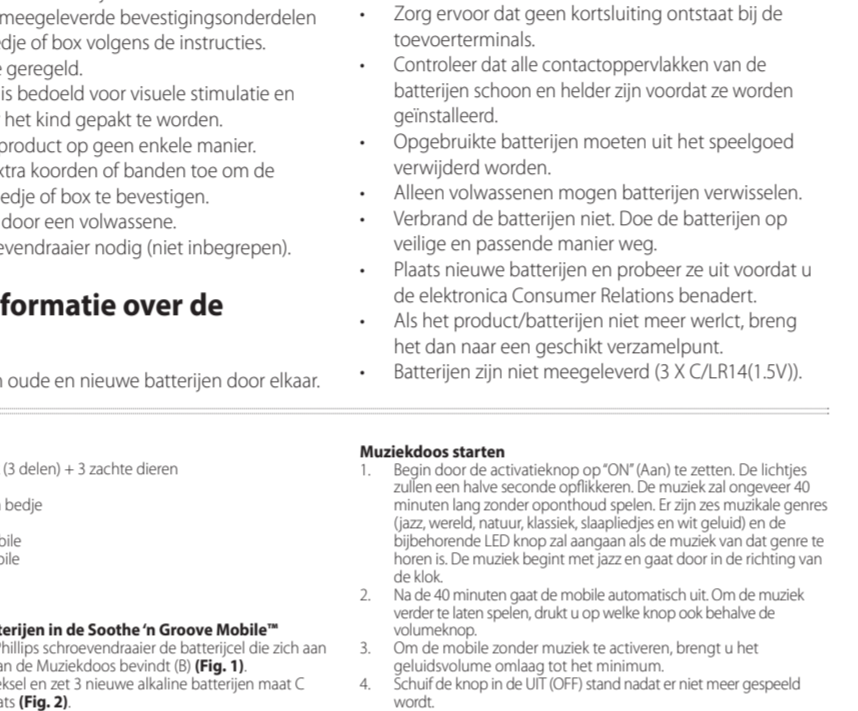 meegeleverde bevestigingsonderdelen
edje of box volgens de instructies.
geregeld.
is bedoeld voor visuele stimulatie en
het kind gepakt te worden.
product op geen enkele manier.
xtra koorden of banden toe om de
edje of box te bevestigen.
door een volwassene.
evendraaier nodig (niet inbegrepen).
formatie over de
oude en nieuwe batterijen door elkaar.
• Zorg ervoor dat geen kortsluiting ontstaat bij de
toevoerterminals.
• Controleer dat alle contactoppervlakken van de
batterijen schoon en helder zijn voordat ze worden
geïnstalleerd.
• Opgebruikte batterijen moeten uit het speelgoed
verwijderd worden.
• Alleen volwassenen mogen batterijen verwisselen.
• Verbrand de batterijen niet. Doe de batterijen op
veilige en passende manier weg.
• Plaats nieuwe batterijen en probeer ze uit voordat u
de elektronica Consumer Relations benadert.
• Als het product/batterijen niet meer werlct, breng
het dan naar een geschikt verzamelpunt.
• Batterijen zijn niet meegeleverd (3 X C/LR14(1.5V)).
(3 delen) + 3 zachte dieren
bedje
bile
bile
terijen in de Soothe 'n Groove Mobile™
Phillips schroevendraaier de batterijcel die zich aan
an de Muziekdoos bevindt (B) (Fig. 1).
eksel en zet 3 nieuwe alkaline batterijen maat C
ats (Fig. 2).
Muziekdoos starten
1. Begin door de activatieknop op "ON" (Aan) te zetten. De lichtjes
zullen een halve seconde opflikkeren. De muziek zal ongeveer 40
minuten lang zonder oponthoud spelen. Er zijn zes muzikale genres
(jazz, wereld, natuur, klassiek, slaapliedjes en wit geluid) en de
bijbehorende LED knop zal aangaan als de muziek van dat genre te
horen is. De muziek begint met jazz en gaat door in de richting van
de klok.
2. Na de 40 minuten gaat de mobile automatisch uit. Om de muziek
verder te laten spelen, drukt u op welke knop ook behalve de
volumeknop.
3. Om de mobile zonder muziek te activeren, brengt u het
geluidsvolume omlaag tot het minimum.
4. Schuif de knop in de UIT (OFF) stand nadat er niet meer gespeeld
wordt.